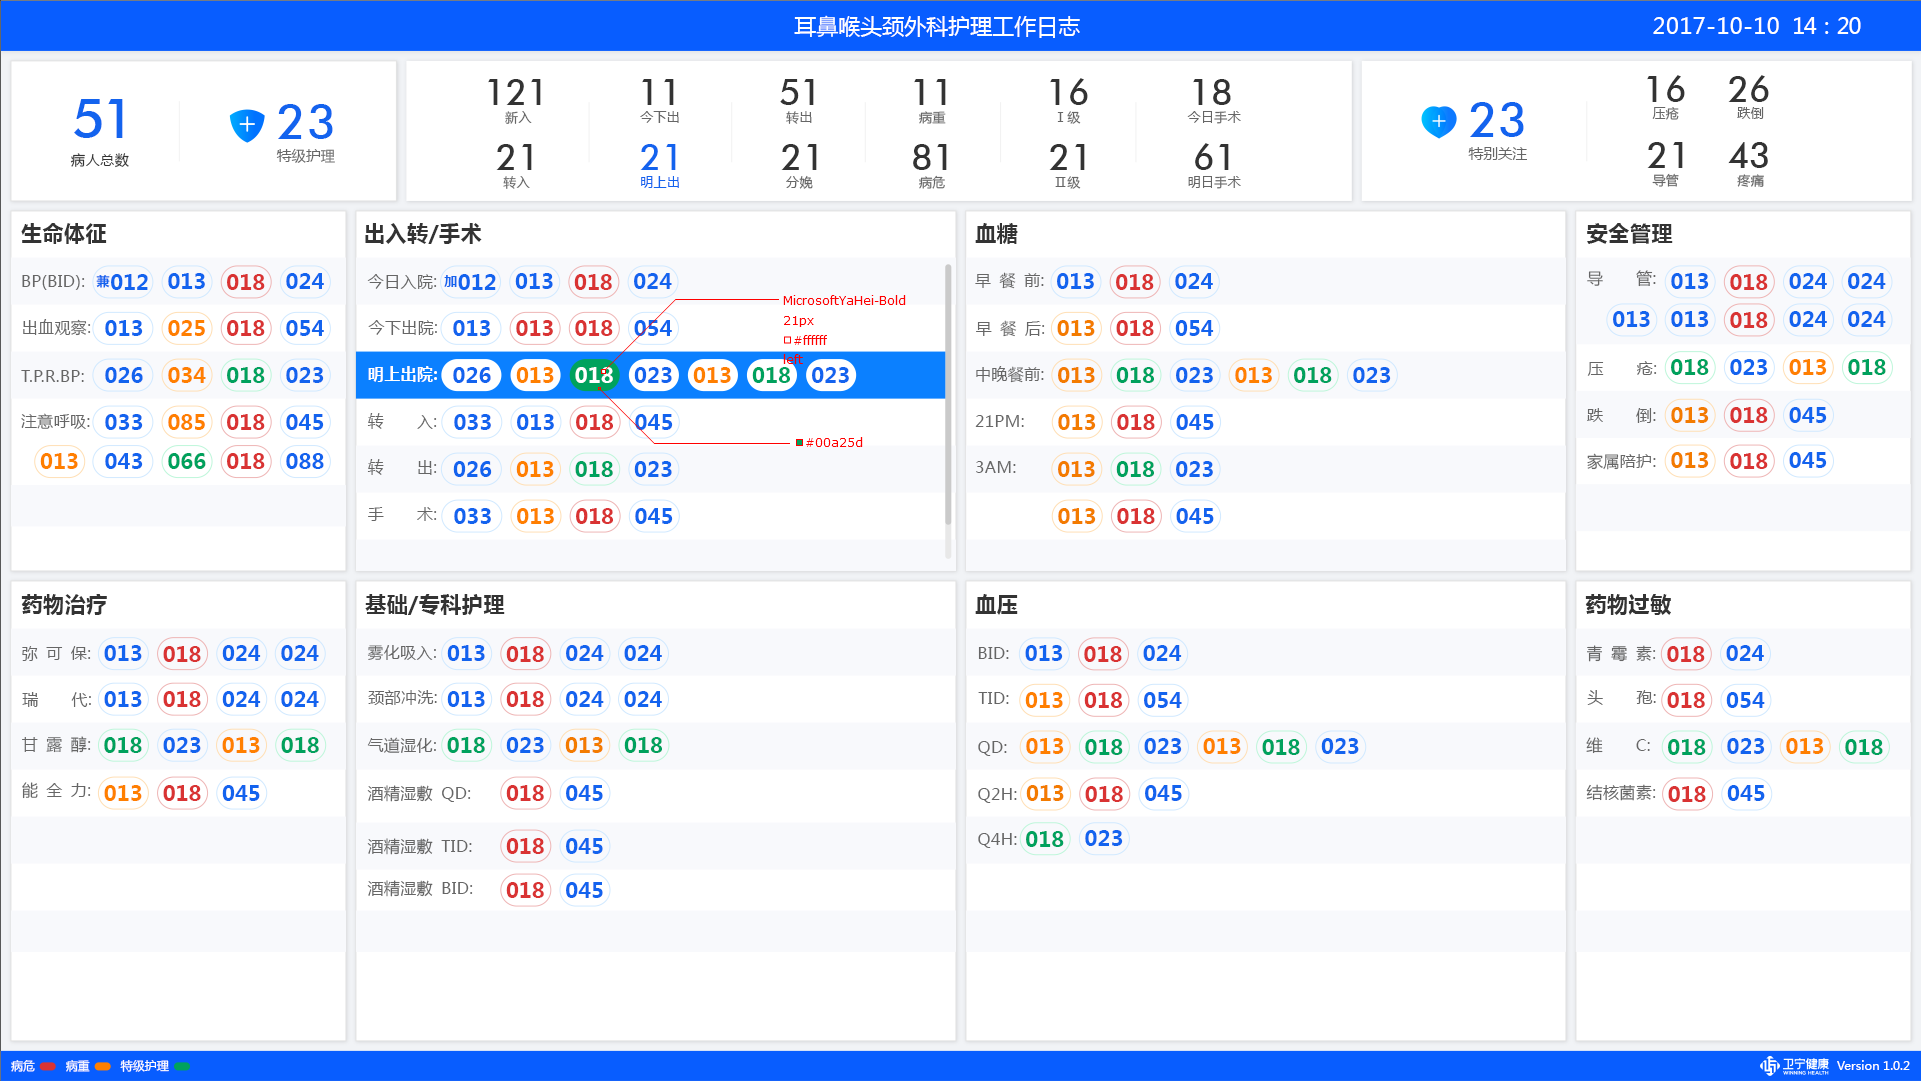 耳鼻喉头颈外科护理工作日志
2017-10-10 14 : 20
51
病人总数
23
特级护理
121
新入
11
今下出
51
转出
11
病重
16
I 级
18
今日手术
21
转入
21
明上出
21
分娩
81
病危
21
II级
61
明日手术
23
特别关注
16
压疮
26
跌倒
21
导管
43
疼痛
生命体征
BP(BID): 兼012 013 018 024
出血观察: 013 025 018 054
T.P.R.BP: 026 034 018 023
注意呼吸: 033 085 018 045
013 043 066 018 088
出入转/手术
今日入院: 加012 013 018 024
今下出院: 013 013 018 054
明上出院: 026 013 018 023 013 018 023
转 入: 033 013 018 045
转 出: 026 013 018 023
手 术: 033 013 018 045
MicrosoftYaHei-Bold
21px
#ffffff
left
#00a25d
血糖
早 餐 前: 013 018 024
早 餐 后: 013 018 054
中晚餐前: 013 018 023 013 018 023
21PM: 013 018 045
3AM: 013 018 023
013 018 045
安全管理
导 管: 013 018 024 024
013 013 018 024 024
压 疮: 018 023 013 018
跌 倒: 013 018 045
家属陪护: 013 018 045
药物治疗
弥 可 保: 013 018 024 024
瑞 代: 013 018 024 024
甘 露 醇: 018 023 013 018
能 全 力: 013 018 045
基础/专科护理
雾化吸入: 013 018 024 024
颈部冲洗: 013 018 024 024
气道湿化: 018 023 013 018
酒精湿敷 QD: 018 045
酒精湿敷 TID: 018 045
酒精湿敷 BID: 018 045
血压
BID: 013 018 024
TID: 013 018 054
QD: 013 018 023 013 018 023
Q2H: 013 018 045
Q4H: 018 023
药物过敏
青 霉 素: 018 024
头 孢: 018 054
维 C: 018 023 013 018
结核菌素: 018 045
病危 病重 特级护理
卫宁健康
WINNING HEALTH
Version 1.0.2